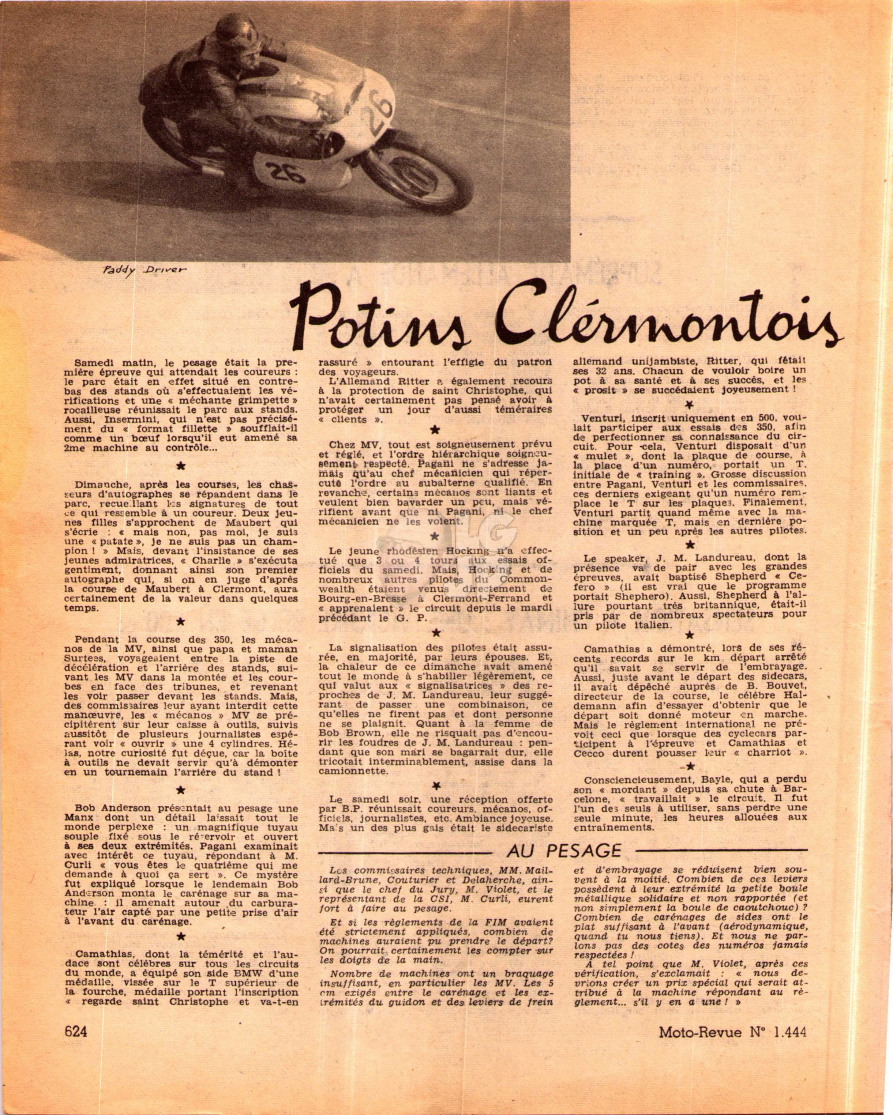 26
26
Paddy Driver
Potins Clérmontois
Samedi matin, le pesage était la pre-
mière épreuve qui attendait les coureurs :
le parc était en effet situé en contre-
bas des stands où s'effectuaient les vé-
rifications et une « méchante grimpette »
rocailleuse réunissait le parc aux stands.
Aussi, Insermini, qui n'est pas précisé-
ment du « format fillette » soufflait-il
comme un bœuf lorsqu'il eut amené sa
2me machine au contrôle...
★
Dimanche, après les courses, les chas-
seurs d'autographes se répandent dans le
parc, recueillant les signatures de tout
ce qui ressemble à un coureur. Deux jeu-
nes filles s'approchent de Maubert qui
s'écrie : « mais non, pas moi, je suis
une « patate », je ne suis pas un cham-
pion ! » Mais, devant l'insistance de ses
jeunes admiratrices, « Charlie » s'exécuta
gentiment, donnant ainsi son premier
autographe qui, si on en juge d'après
la course de Maubert à Clermont, aura
certainement de la valeur dans quelques
temps.
★
Pendant la course des 350, les méca-
nos de la MV, ainsi que papa et maman
Surtees, voyageaient entre la piste de
décélération et l'arrière des stands, sui-
vant les MV dans la montée et les cour-
bes en face des tribunes, et revenant
les voir passer devant les stands. Mais,
des commissaires leur ayant interdit cette
manœuvre, les « mécanos » MV se pré-
cipitèrent sur leur caisse à outils, suivis
aussitôt de plusieurs journalistes espé-
rant voir « ouvrir » une 4 cylindres. Hé-
las, notre curiosité fut déçue, car la boîte
à outils ne devait servir qu'à démonter
en un tournemain l'arrière du stand !
★
Bob Anderson présentait au pesage une
Manx dont un détail laissait tout le
monde perplexe : un magnifique tuyau
souple fixé sous le réservoir et ouvert
à ses deux extrémités. Pagani examinait
avec intérêt ce tuyau, répondant à M.
Curli « vous êtes le quatrième qui me
demande à quoi ça sert ». Ce mystère
fut expliqué lorsque le lendemain Bob
Anderson monta le carénage sur sa ma-
chine : il amenait autour du carbura-
teur l'air capté par une petite prise d'air
à l'avant du carénage.
★
Camathias, dont la témérité et l'au-
dace sont célèbres sur tous les circuits
du monde, a équipé son side BMW d'une
médaille, vissée sur le T supérieur de
la fourche, médaille portant l'inscription
« regarde saint Christophe et va-t-en
rassuré » entourant l'effigie du patron
des voyageurs.
L'Allemand Ritter a également recours
à la protection de saint Christophe, qui
n'avait certainement pas pensé avoir à
protéger un jour d'aussi téméraires
« clients ».
★
Chez MV, tout est soigneusement prévu
et réglé, et l'ordre hiérarchique soigneu-
sement respecté. Pagani ne s'adresse ja-
mais qu'au chef mécanicien qui réper-
cute l'ordre au subalterne qualifié. En
revanche, certains mécanos sont liants et
veulent bien bavarder un peu, mais vé-
rifient avant que ni Pagani, ni le chef
mécanicien ne les voient.
★
Le jeune rhodésien Hocking n'a effec-
tué que 3 ou 4 tours aux essais of-
ficiels du samedi. Mais, Hocking et de
nombreux autres pilotes du Common-
wealth étaient venus directement de
Bourg-en-Bresse à Clermont-Ferrand et
« apprenaient » le circuit depuis le mardi
précédant le G. P.
★
La signalisation des pilotes était assu-
rée, en majorité, par leurs épouses. Et,
la chaleur de ce dimanche avait amené
tout le monde à s'habiller légèrement, ce
qui valut aux « signalisatrices » des re-
proches de J. M. Landureau, leur suggé-
rant de passer une combinaison, ce
qu'elles ne firent pas et dont personne
ne se plaignit. Quant à la femme de
Bob Brown, elle ne risquait pas d'encou-
rir les foudres de J. M. Landureau : pen-
dant que son mari se bagarrait dur, elle
tricotait interminablement, assise dans la
camionnette.
★
Le samedi soir, une réception offerte
par B.P. réunissait coureurs, mécanos, of-
ficiels, journalistes, etc. Ambiance joyeuse.
Mais un des plus gais était le sidecariste
allemand unijambiste, Ritter, qui fêtait
ses 32 ans. Chacun de vouloir boire un
pot à sa santé et à ses succès, et les
« prosit » se succédaient joyeusement !
★
Venturi, inscrit uniquement en 500, vou-
lait participer aux essais des 350, afin
de perfectionner sa connaissance du cir-
cuit. Pour cela, Venturi disposait d'un
« mulet », dont la plaque de course, à
la place d'un numéro, portait un T,
initiale de « training ». Grosse discussion
entre Pagani, Venturi et les commissaires,
ces derniers exigeant qu'un numéro rem-
place le T sur les plaques. Finalement,
Venturi partit quand même avec la ma-
chine marquée T, mais en dernière po-
sition et un peu après les autres pilotes.
★
Le speaker, J. M. Landureau, dont la
présence va de pair avec les grandes
épreuves, avait baptisé Shepherd « Ce-
fero » (il est vrai que le programme
portait Shephero). Aussi, Shepherd à l'al-
lure pourtant très britannique, était-il
pris par de nombreux spectateurs pour
un pilote italien.
★
Camathias a démontré, lors de ses ré-
cents records sur le km départ arrêté
qu'il savait se servir de l'embrayage.
Aussi, juste avant le départ des sidecars,
il avait dépêché auprès de B. Bouvet,
directeur de la course, le célèbre Hal-
demann afin d'essayer d'obtenir que le
départ soit donné moteur en marche.
Mais le règlement international ne pré-
voit ceci que lorsque des cyclecars par-
ticipent à l'épreuve et Camathias et
Cecco durent pousser leur « charriot ».
★
Consciencieusement, Bayle, qui a perdu
son « mordant » depuis sa chute à Bar-
celone, « travaillait » le circuit. Il fut
l'un des seuls à utiliser, sans perdre une
seule minute, les heures allouées aux
entraînements.
AU PESAGE
Les commissaires techniques, MM. Mail-
lard-Brune, Couturier et Delaherche, ain-
si que le chef du Jury, M. Violet, et le
représentant de la CSI, M. Curli, eurent
fort à faire au pesage.
Et si les règlements de la FIM avaient
été strictement appliqués, combien de
machines auraient pu prendre le départ?
On pourrait certainement les compter sur
les doigts de la main.
Nombre de machines ont un braquage
insuffisant, en particulier les MV. Les 5
cm exigés entre le carénage et les ex-
trémités du guidon et des leviers de frein
et d'embrayage se réduisent bien sou-
vent à la moitié. Combien de ces leviers
possèdent à leur extrémité la petite boule
métallique solidaire et non rapportée (et
non simplement la boule de caoutchouc) ?
Combien de carénages de sides ont le
plat suffisant à l'avant (aérodynamique,
quand tu nous tiens). Et nous ne par-
lons pas des cotes des numéros jamais
respectées !
A tel point que M. Violet, après ces
vérification, s'exclamait : « nous de-
vrions créer un prix spécial qui serait at-
tribué à la machine répondant au rè-
glement... s'il y en a une ! »
624
Moto-Revue N° 1.444